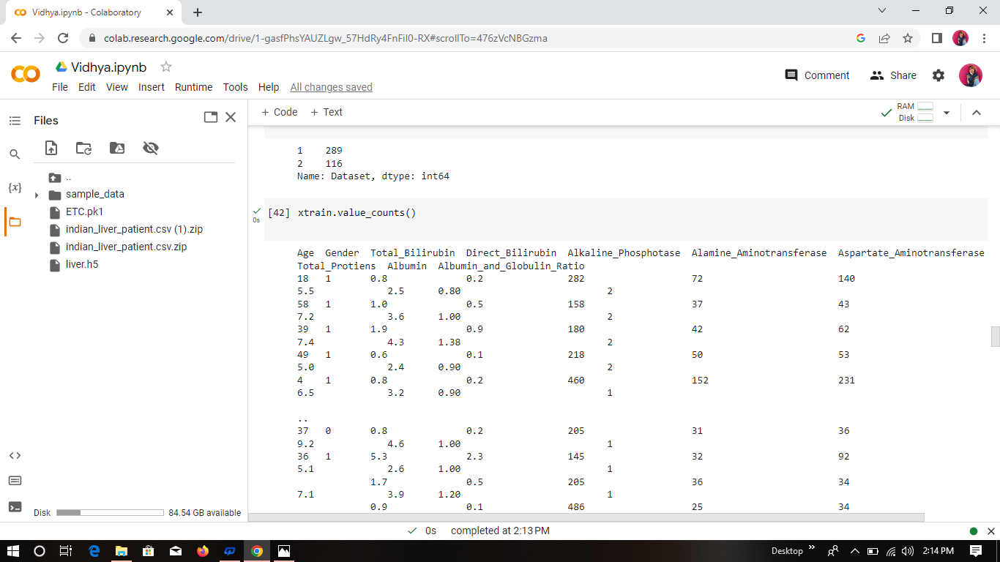 Vidhya.ipynb - Colaboratory
colab.research.google.com/drive/1-gasfPhsYAUZLgw_57HdRy4FnFiI0-RX#scrollTo=476zVcNBGzma
Vidhya.ipynb
Comment Share
File Edit View Insert Runtime Tools Help All changes saved
Files
+ Code + Text
RAM
Disk
..
sample_data
ETC.pk1
indian_liver_patient.csv (1).zip
indian_liver_patient.csv.zip
liver.h5
{x}
<>
Disk 84.54 GB available
1 289
2 116
Name: Dataset, dtype: int64
0s
[42] xtrain.value_counts()
Age Gender Total_Bilirubin Direct_Bilirubin Alkaline_Phosphotase Alamine_Aminotransferase Aspartate_Aminotransferase
Total_Protiens Albumin Albumin_and_Globulin_Ratio
18 1 0.8 0.2 282 72 140
5.5 2.5 0.80 2
58 1 1.0 0.5 158 37 43
7.2 3.6 1.00 2
39 1 1.9 0.9 180 42 62
7.4 4.3 1.38 2
49 1 0.6 0.1 218 50 53
5.0 2.4 0.90 2
4 1 0.8 0.2 460 152 231
6.5 3.2 0.90 1
..
37 0 0.8 0.2 205 31 36
9.2 4.6 1.00 1
36 1 5.3 2.3 145 32 92
5.1 2.6 1.00 1
1.7 0.5 205 36 34
7.1 3.9 1.20 1
0.9 0.1 486 25 34
0s completed at 2:13 PM
Desktop 2:14 PM